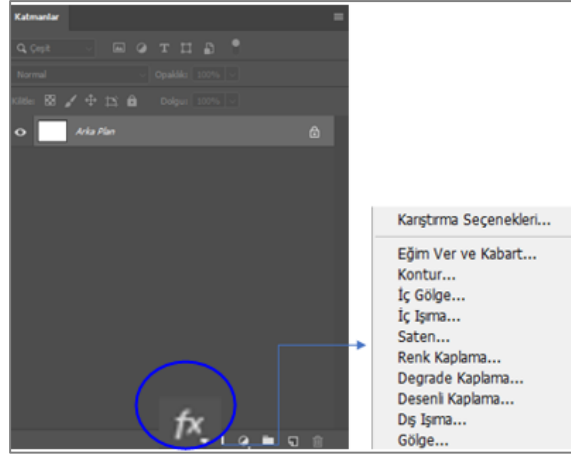 Katmanlar
Çeşit
Normal Opaklık: 100%
Kilitle: Dolgu: 100%
Arka Plan
fx
Karıştırma Seçenekleri...
Eğim Ver ve Kabart...
Kontur...
İç Gölge...
İç Işıma...
Saten...
Renk Kaplama...
Degrade Kaplama...
Desenli Kaplama...
Dış Işıma...
Gölge...